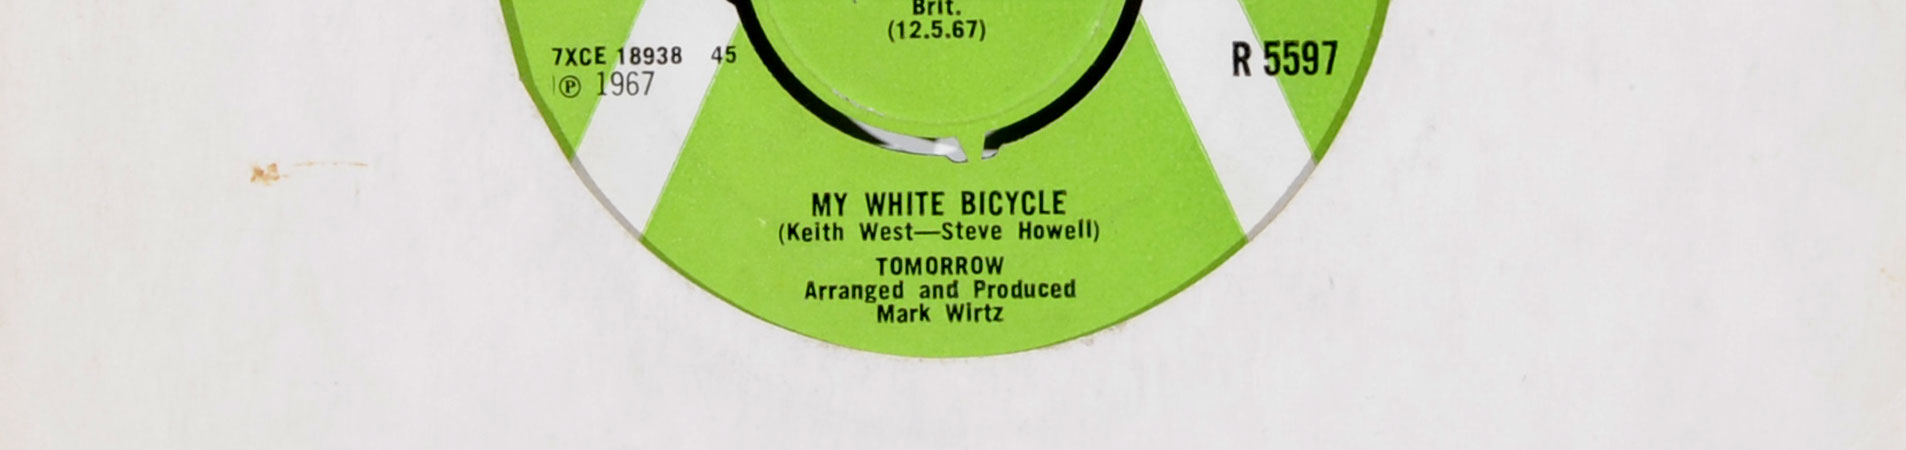 Brit.
(12.5.67)
7XCE 18938 45
℗ 1967
R 5597
MY WHITE BICYCLE
(Keith West—Steve Howell)
TOMORROW
Arranged and Produced
Mark Wirtz